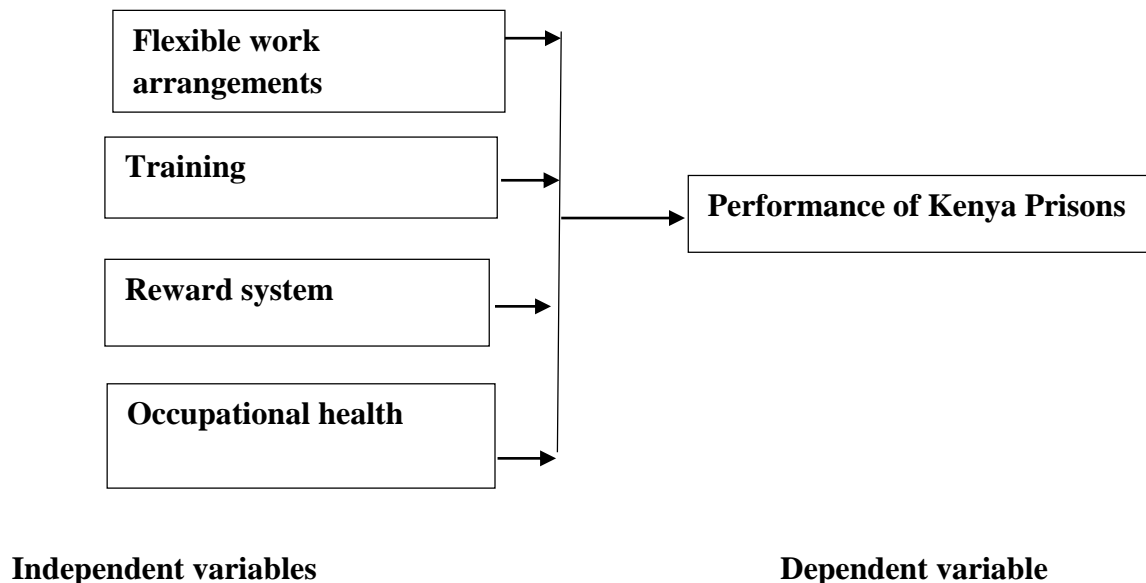 Flexible work
arrangements
Training
Performance of Kenya Prisons
Reward system
Occupational health
Independent variables
Dependent variable